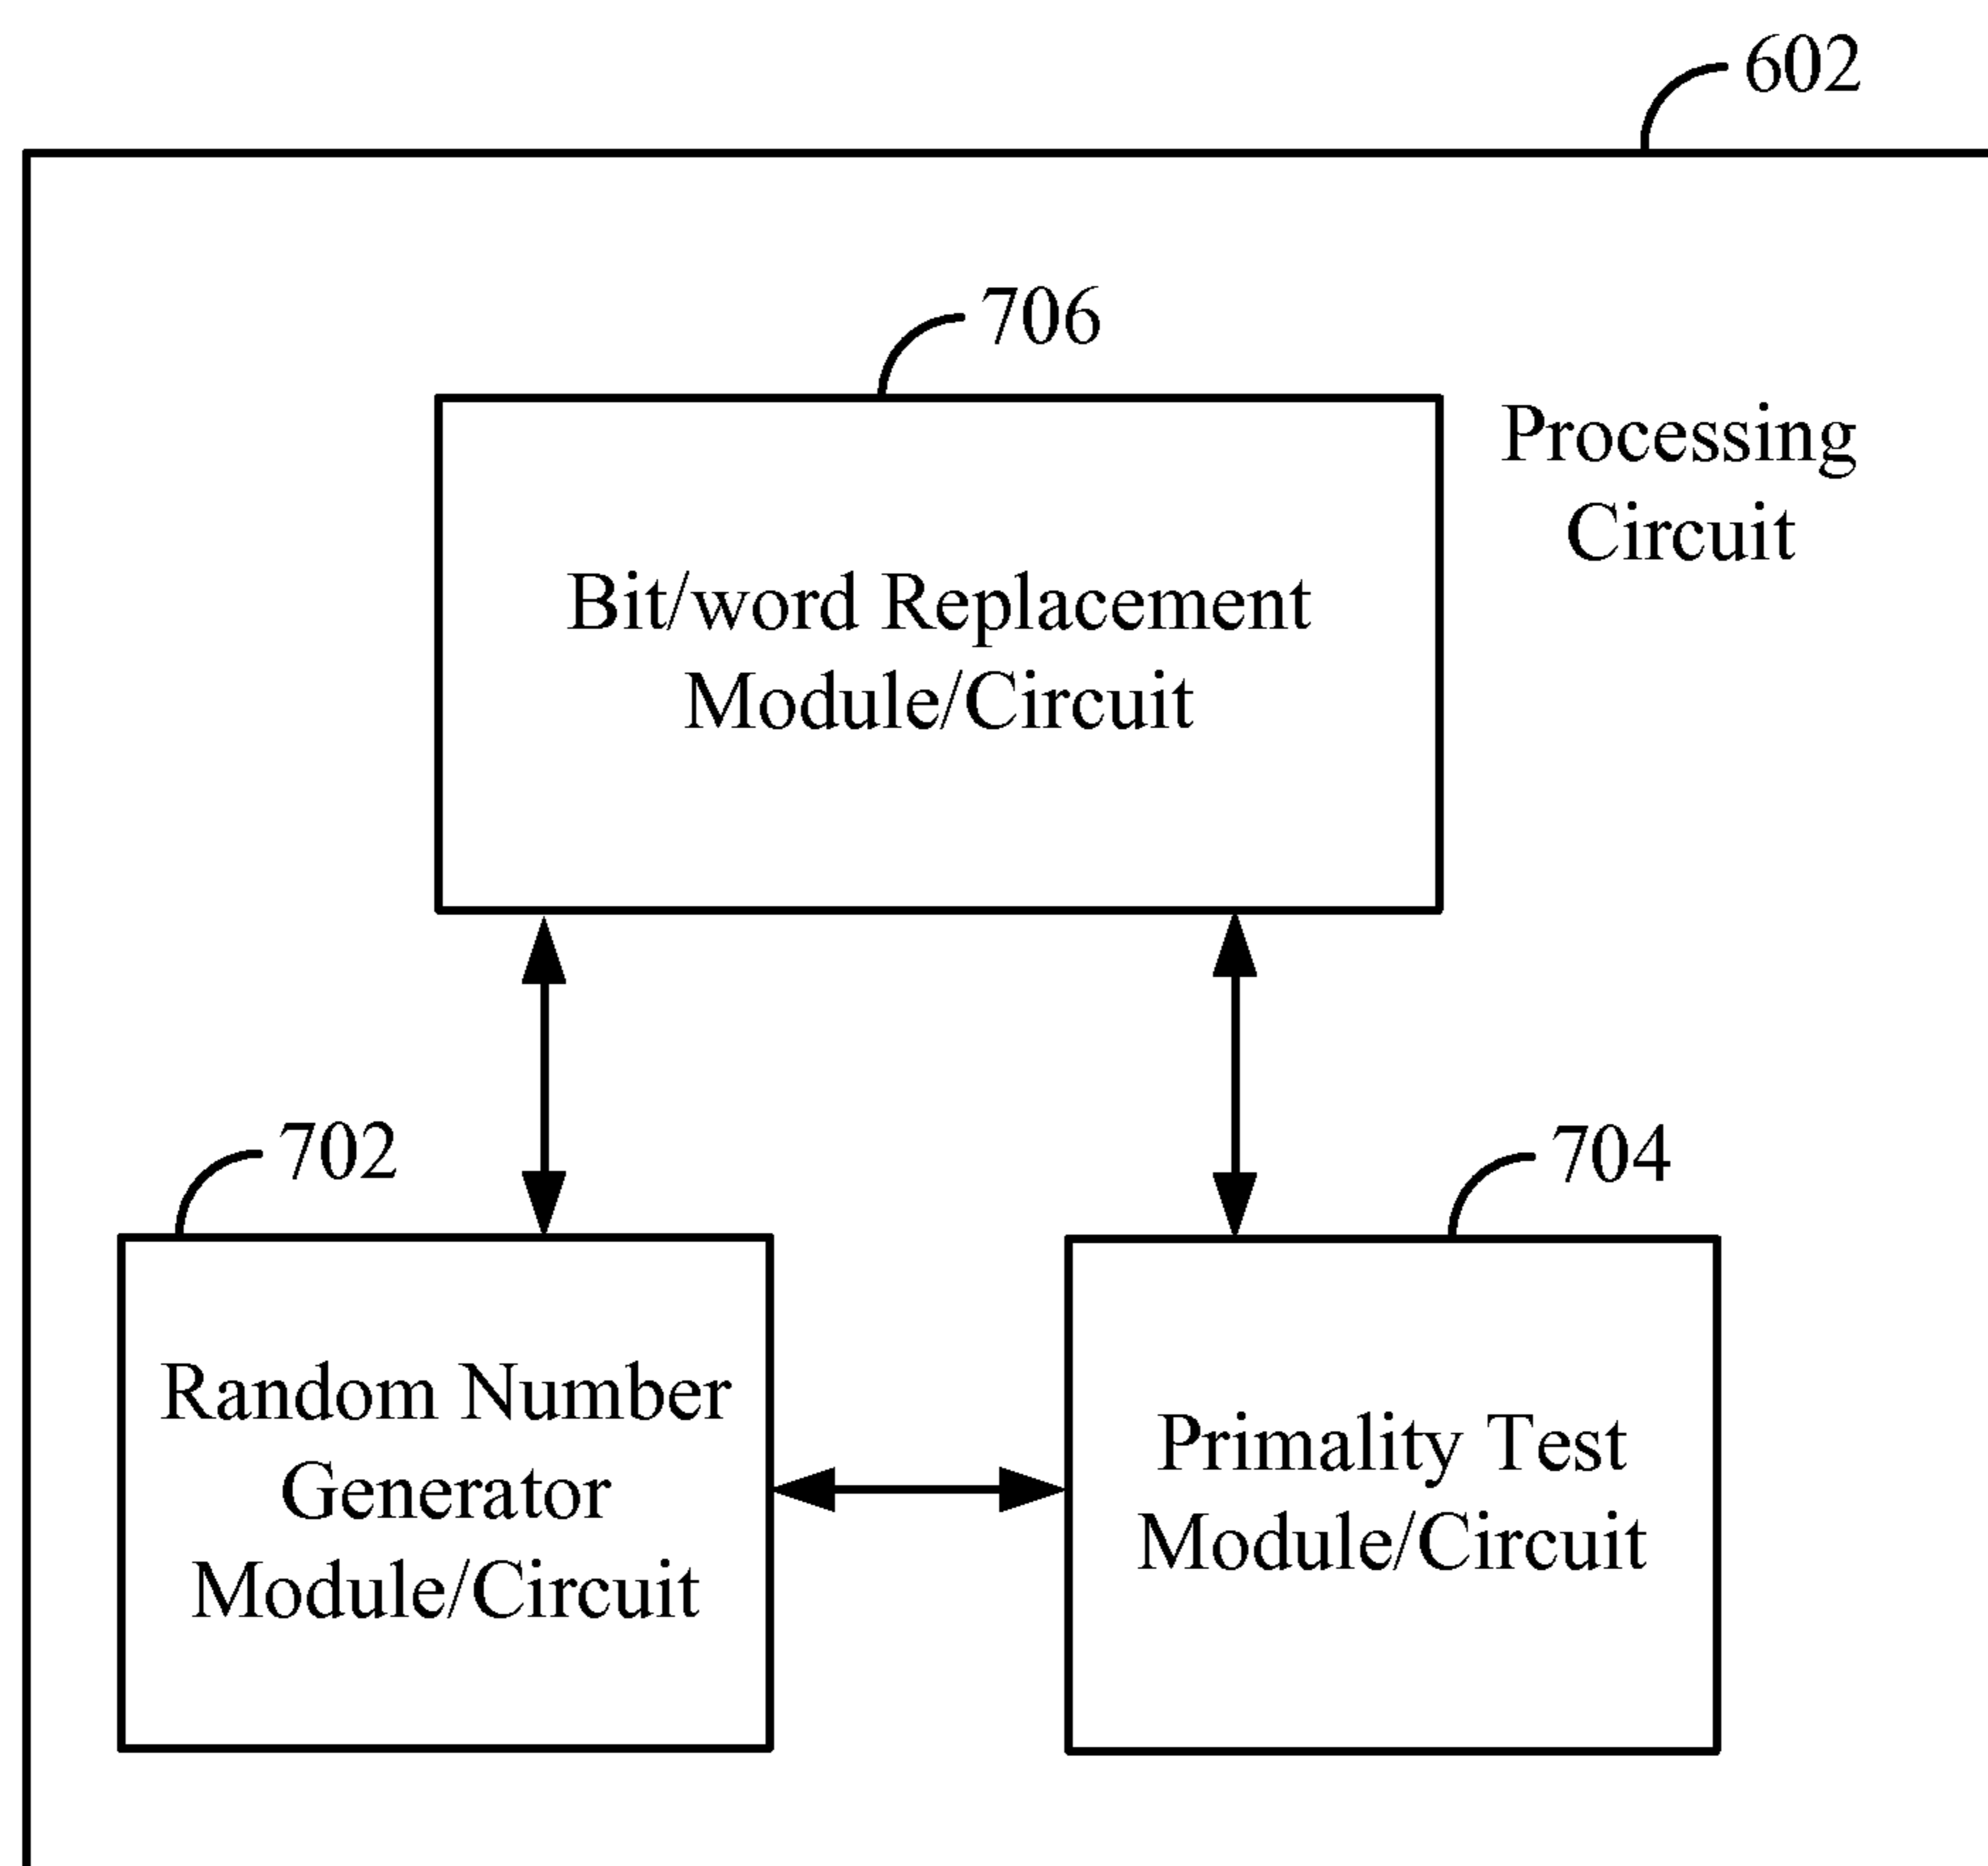 602
706
Processing
Circuit
Bit/word Replacement
Module/Circuit
702
704
Random Number
Generator
Module/Circuit
Primality Test
Module/Circuit